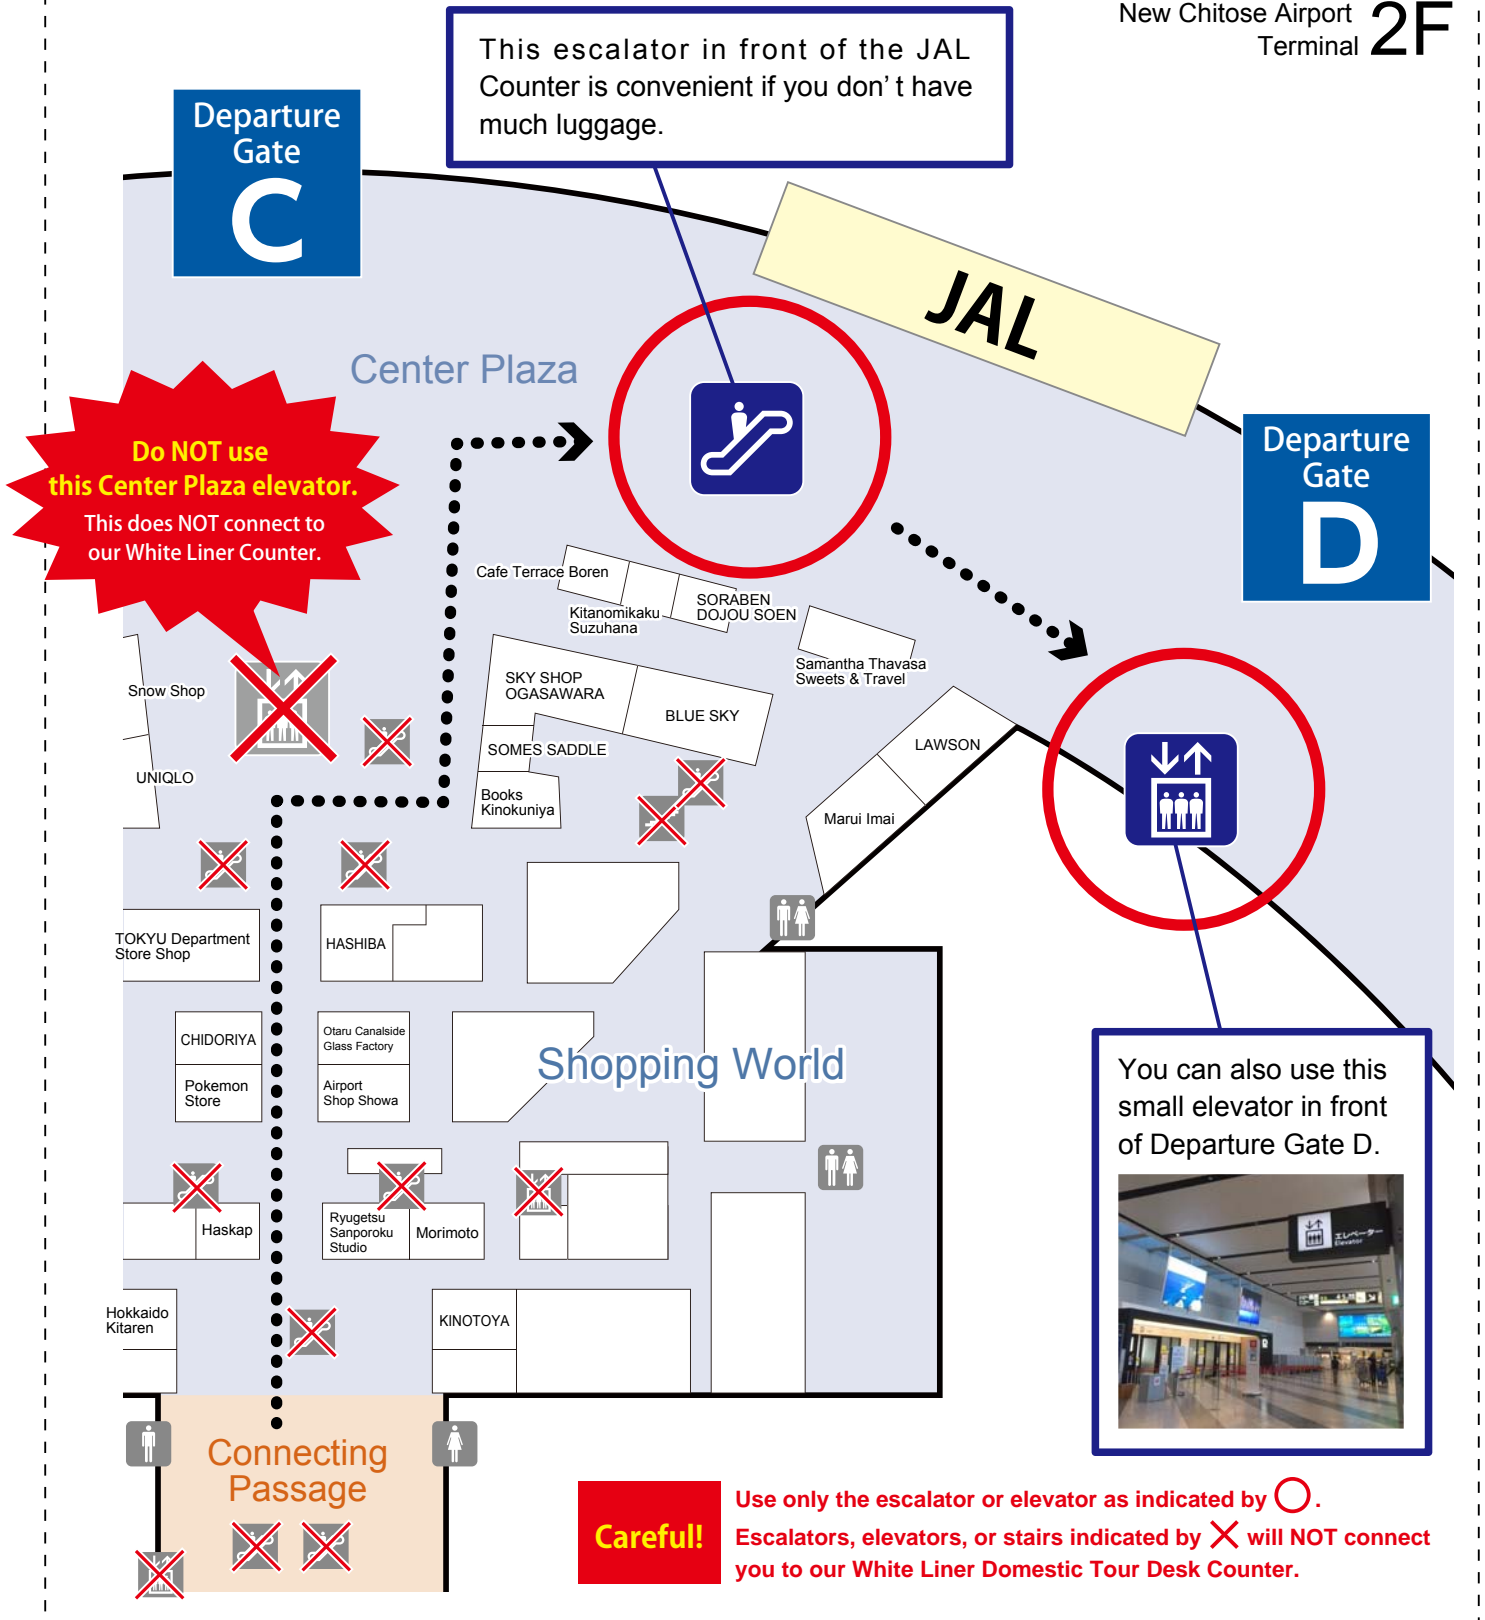 New Chitose Airport
Terminal 2F
This escalator in front of the JAL
Counter is convenient if you don’ t have
much luggage.
Departure
Gate
C
JAL
Center Plaza
Do NOT use
this Center Plaza elevator.
This does NOT connect to
our White Liner Counter.
Departure
Gate
D
Cafe Terrace Boren
Kitanomikaku
Suzuhana
SORABEN
DOJOU SOEN
Samantha Thavasa
Sweets & Travel
Snow Shop
SKY SHOP
OGASAWARA
BLUE SKY
LAWSON
SOMES SADDLE
UNIQLO
Books
Kinokuniya
Marui Imai
TOKYU Department
Store Shop
HASHIBA
CHIDORIYA
Otaru Canalside
Glass Factory
Shopping World
Pokemon
Store
Airport
Shop Showa
You can also use this
small elevator in front
of Departure Gate D.
エレベーター
Elevator
Haskap
Ryugetsu
Sanporoku
Studio
Morimoto
Hokkaido
Kitaren
KINOTOYA
Connecting
Passage
Careful!
Use only the escalator or elevator as indicated by ◯ .
Escalators, elevators, or stairs indicated by ✕ will NOT connect
you to our White Liner Domestic Tour Desk Counter.